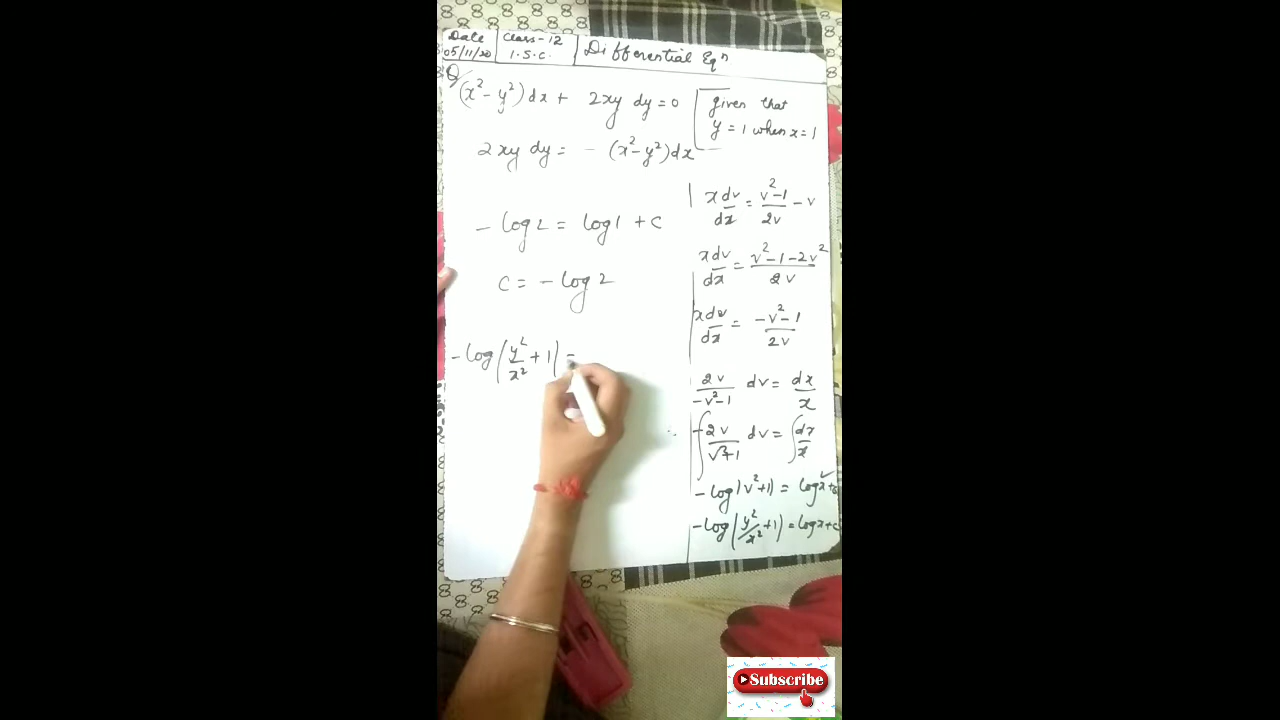 Date
05/11/20
Class-12
I.S.C.
Differential Eqⁿ
Q
(x² - y²)dx + 2xy dy = 0
given that
y = 1 when x = 1
2xy dy = - (x² - y²)dx
- log 2 = log 1 + c
c = - log 2
- log(y²/x² + 1) =
x dv/dx = v²-1/2v - v
x dv/dx = v²-1-2v²/2v
x dv/dx = -v²-1/2v
2v/-v²-1 dv = dx/x
∫-2v/v²+1 dv = ∫dx/x
- log(v²+1) = log x + c
- log(y²/x² + 1) = log x + c
Subscribe